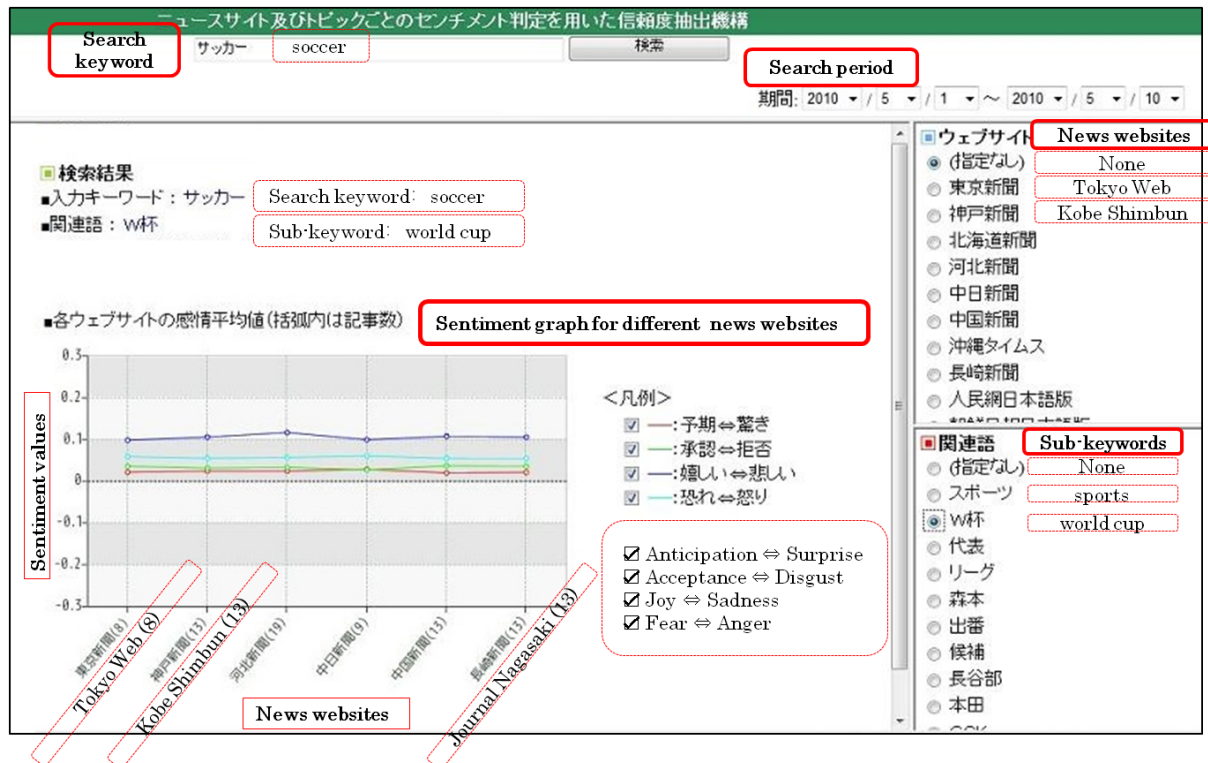 ニュースサイト及びトピックごとのセンチメント判定を用いた信頼度抽出機構
Search keyword
サッカー
soccer
検索
Search period
期間: 2010 / 5 / 1 ～ 2010 / 5 / 10
検索結果
■入力キーワード：サッカー
Search keyword: soccer
■関連語：W杯
Sub-keyword: world cup
■各ウェブサイトの感情平均値(括弧内は記事数)
Sentiment graph for different news websites
Sentiment values
0.3
0.2
0.1
0
-0.1
-0.2
-0.3
東京新聞(8)
神戸新聞(13)
河北新聞(19)
中日新聞(9)
中国新聞(13)
長崎新聞(13)
Tokyo Web (8)
Kobe Shimbun (13)
Journal Nagasaki (13)
News websites
＜凡例＞
―:予期⇔驚き
―:承認⇔拒否
―:嬉しい⇔悲しい
―:恐れ⇔怒り
Anticipation ⇔ Surprise
Acceptance ⇔ Disgust
Joy ⇔ Sadness
Fear ⇔ Anger
ウェブサイト
News websites
(指定なし)
None
東京新聞
Tokyo Web
神戸新聞
Kobe Shimbun
北海道新聞
河北新聞
中日新聞
中国新聞
沖縄タイムス
長崎新聞
人民網日本語版
関連語
Sub-keywords
(指定なし)
None
スポーツ
sports
W杯
world cup
代表
リーグ
森本
出番
候補
長谷部
本田